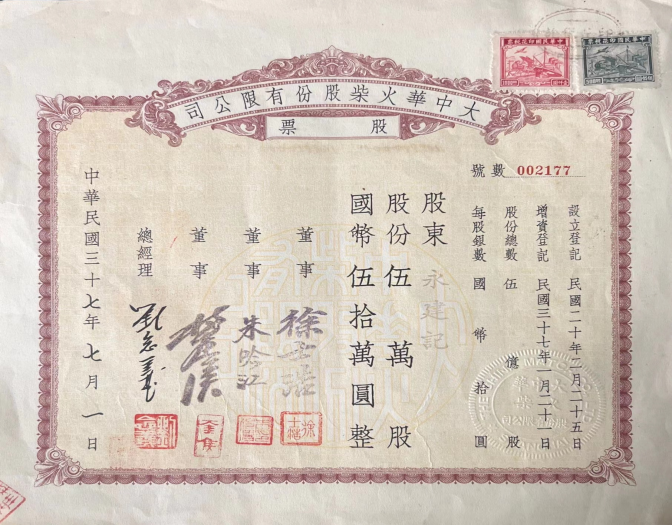 大中華火柴股份有限公司
股票
號數 002177
設立登記 民國二十年二月二十五日
增資登記 民國三十七年 月二十日
股份總數 伍億股
每股銀數 國幣拾圓
股東 永建記
股份伍萬股
國幣伍拾萬圓整
董事 徐士浩
董事 朱吟江
董事
總經理 劉念義
中華民國三十七年七月一日